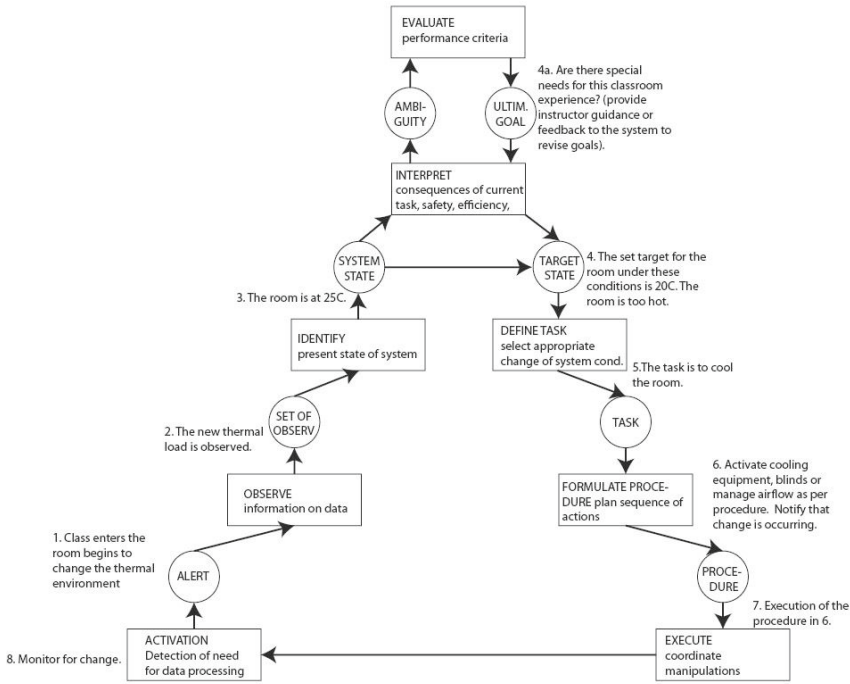 EVALUATE
performance criteria
4a. Are there special
needs for this classroom
experience? (provide
instructor guidance or
feedback to the system to
revise goals).
AMBI-
GUITY
ULTIM.
GOAL
INTERPRET
consequences of current
task, safety, efficiency,
SYSTEM
STATE
TARGET
STATE
4. The set target for the
room under these
conditions is 20C. The
room is too hot.
3. The room is at 25C.
IDENTIFY
present state of system
DEFINE TASK
select appropriate
change of system cond.
5.The task is to cool
the room.
SET OF
OBSERV
2. The new thermal
load is observed.
TASK
OBSERVE
information on data
FORMULATE PROCE-
DURE plan sequence of
actions
6. Activate cooling
equipment, blinds or
manage airflow as per
procedure. Notify that
change is occurring.
1. Class enters the
room begins to
change the thermal
environment
ALERT
PROCE-
DURE
7. Execution of the
procedure in 6.
8. Monitor for change.
ACTIVATION
Detection of need
for data processing
EXECUTE
coordinate
manipulations